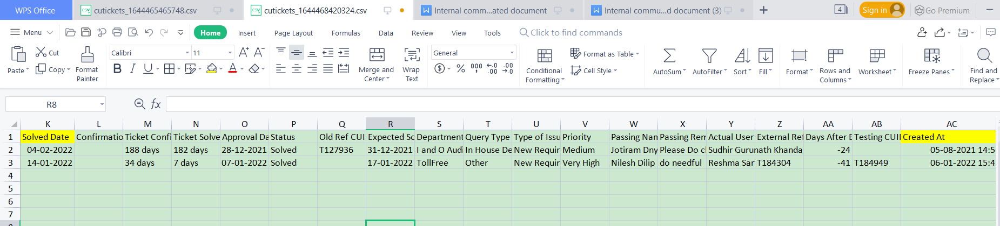 WPS Office cutickets_1644465465748.csv cutickets_1644468420324.csv Internal comm...ated document Internal commu...d document (3) 4 Sign in Go Premium
Menu Home Insert Page Layout Formulas Data Review View Tools Click to find commands
Paste Cut Copy Format Painter
Calibri 11 A+ A-
B I U A
Merge and Center Wrap Text
General
Conditional Formatting Format as Table Cell Style
AutoSum AutoFilter Sort Fill Format Rows and Columns Worksheet Freeze Panes Find and Replace
R8 fx
K L M N O P Q R S T U V W X Y Z AA AB AC
1 Solved Date Confirmatio Ticket Confi Ticket Solve Approval Da Status Old Ref CUI Expected So Department Query Type Type of Issu Priority Passing Nan Passing Rem Actual User External Rel Days After E Testing CUI Created At
2 04-02-2022 188 days 182 days 28-12-2021 Solved T127936 31-12-2021 I and O Audi In House De New Requir Medium Jotiram Dny Please Do cl Sudhir Gurunath Khanda -24 05-08-2021 14:5
3 14-01-2022 34 days 7 days 07-01-2022 Solved 17-01-2022 TollFree Other New Requir Very High Nilesh Dilip do needful Reshma Sar T184304 -41 T184949 06-01-2022 15:4
4
5
6
7